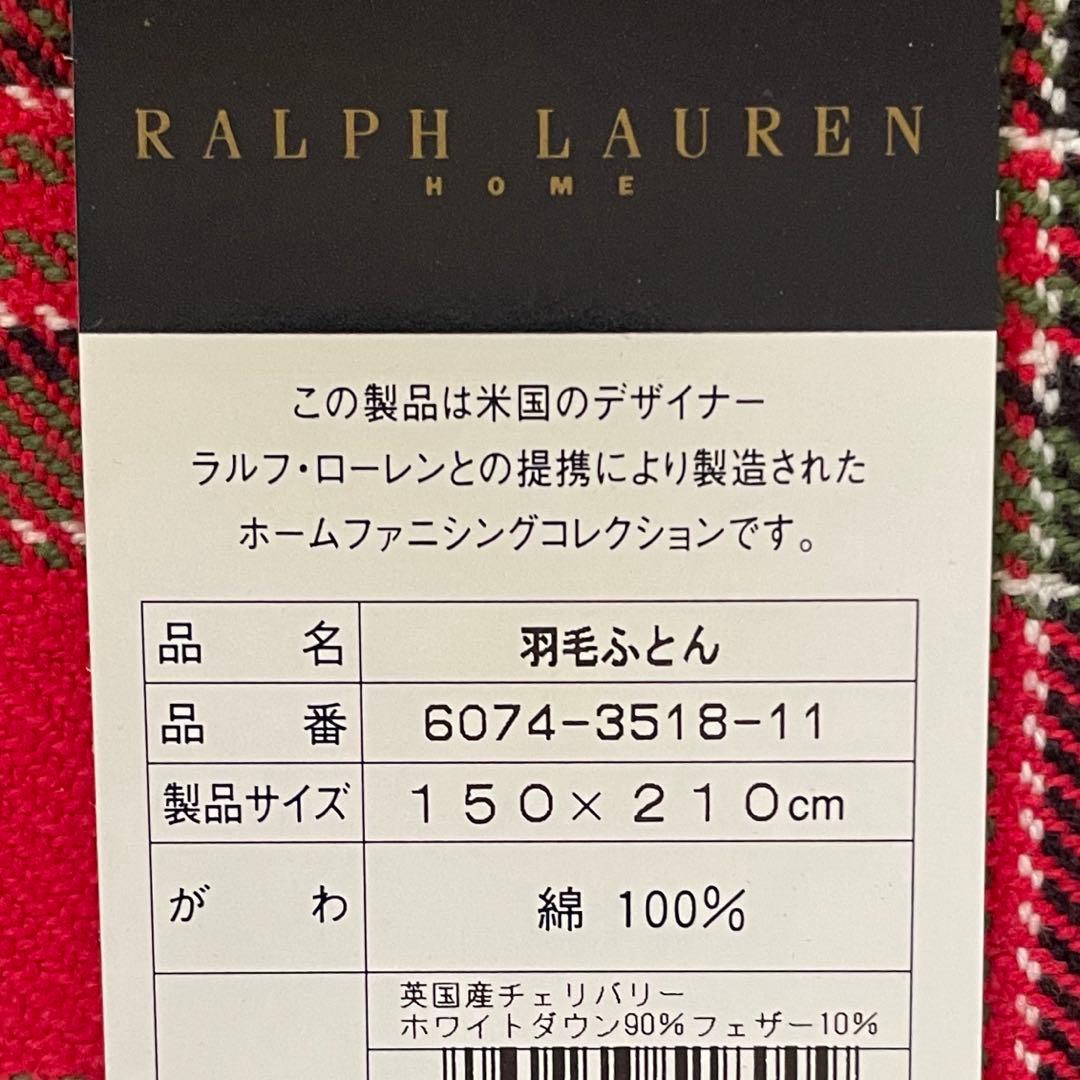 RALPH LAUREN
HOME
この製品は米国のデザイナー
ラルフ・ローレンとの提携により製造された
ホームファニシングコレクションです。
品名 羽毛ふとん
品番 6074-3518-11
製品サイズ 150×210cm
がわ 綿 100%
英国産チェリバリー
ホワイトダウン90%フェザー10%